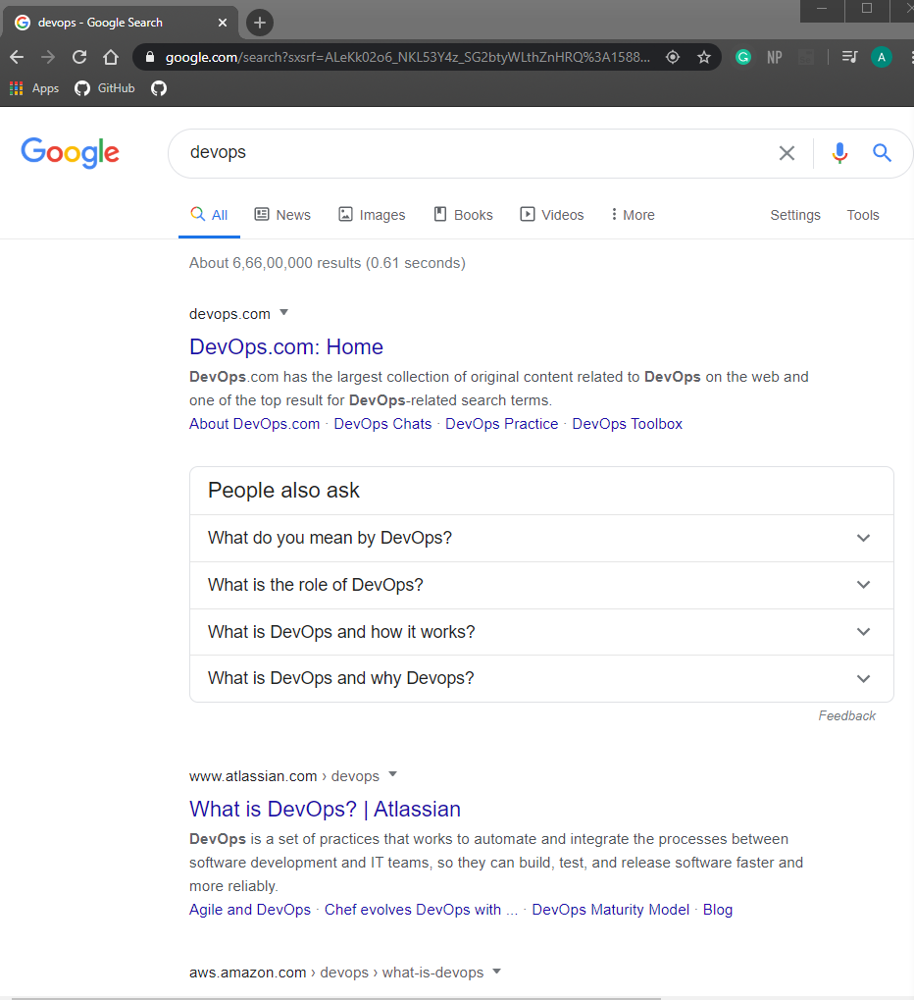 devops - Google Search
google.com/search?sxsrf=ALeKk02o6_NKL53Y4z_SG2btyWLthZnHRQ%3A1588...
NP
A
Apps GitHub
Google
devops
All News Images Books Videos More Settings Tools
About 6,66,00,000 results (0.61 seconds)
devops.com
DevOps.com: Home
DevOps.com has the largest collection of original content related to DevOps on the web and
one of the top result for DevOps-related search terms.
About DevOps.com · DevOps Chats · DevOps Practice · DevOps Toolbox
People also ask
What do you mean by DevOps?
What is the role of DevOps?
What is DevOps and how it works?
What is DevOps and why Devops?
Feedback
www.atlassian.com › devops
What is DevOps? | Atlassian
DevOps is a set of practices that works to automate and integrate the processes between
software development and IT teams, so they can build, test, and release software faster and
more reliably.
Agile and DevOps · Chef evolves DevOps with ... · DevOps Maturity Model · Blog
aws.amazon.com › devops › what-is-devops